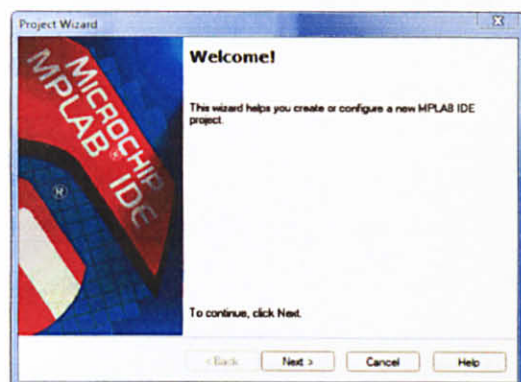 Project Wizard
MICROCHIP
MPLAB® IDE
®
Welcome!
This wizard helps you create or configure a new MPLAB IDE
project.
To continue, click Next.
< Back
Next >
Cancel
Help